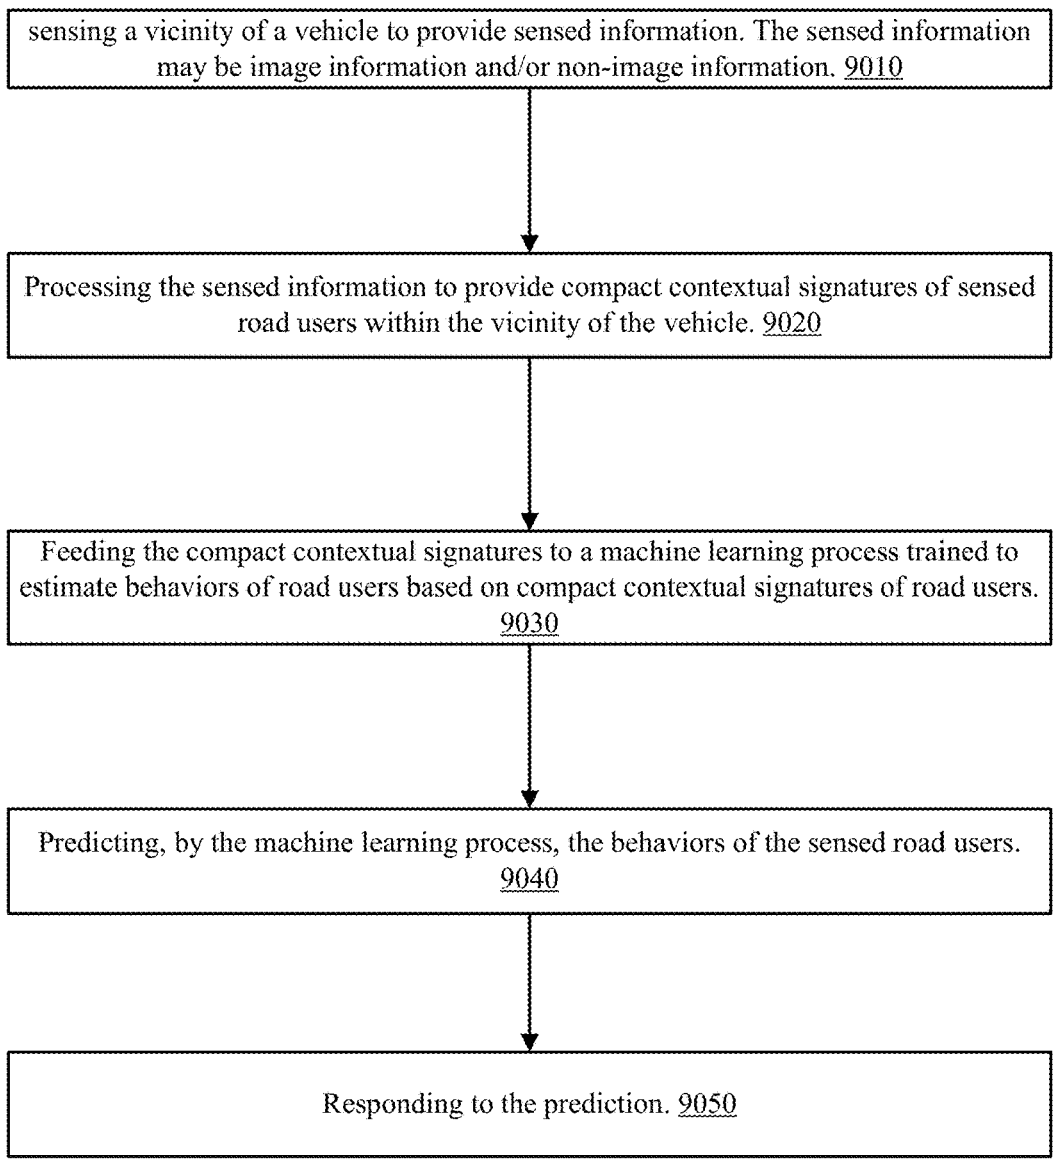 sensing a vicinity of a vehicle to provide sensed information. The sensed information
may be image information and/or non-image information. 9010
Processing the sensed information to provide compact contextual signatures of sensed
road users within the vicinity of the vehicle. 9020
Feeding the compact contextual signatures to a machine learning process trained to
estimate behaviors of road users based on compact contextual signatures of road users.
9030
Predicting, by the machine learning process, the behaviors of the sensed road users.
9040
Responding to the prediction. 9050